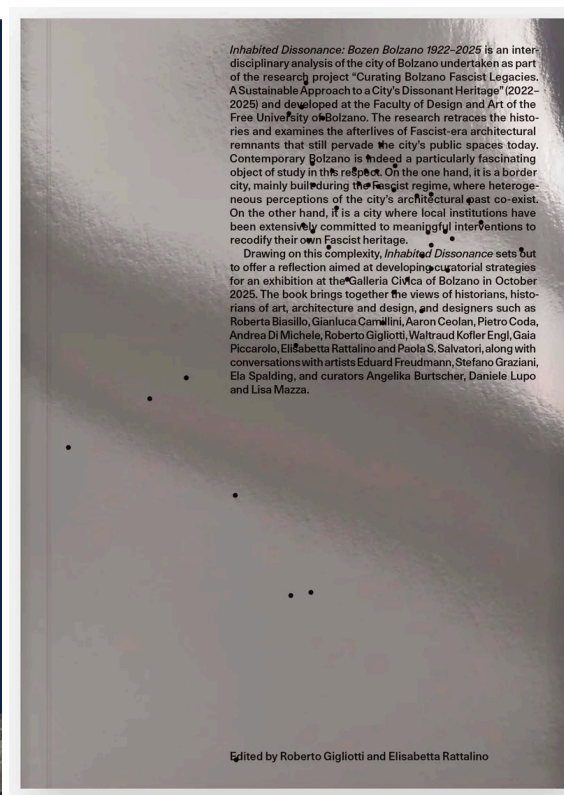 Inhabited Dissonance: Bozen Bolzano 1922–2025 is an inter-
disciplinary analysis of the city of Bolzano undertaken as part
of the research project “Curating Bolzano Fascist Legacies.
A Sustainable Approach to a City’s Dissonant Heritage” (2022–
2025) and developed at the Faculty of Design and Art of the
Free University of Bolzano. The research retraces the histo-
ries and examines the afterlives of Fascist-era architectural
remnants that still pervade the city’s public spaces today.
Contemporary Bolzano is indeed a particularly fascinating
object of study in this respect. On the one hand, it is a border
city, mainly built during the Fascist regime, where heteroge-
neous perceptions of the city’s architectural past co-exist.
On the other hand, it is a city where local institutions have
been extensively committed to meaningful interventions to
recodify their own Fascist heritage.
Drawing on this complexity, Inhabited Dissonance sets out
to offer a reflection aimed at developing curatorial strategies
for an exhibition at the Galleria Civica of Bolzano in October
2025. The book brings together the views of historians, histo-
rians of art, architecture and design, and designers such as
Roberta Biasillo, Gianluca Camillini, Aaron Ceolan, Pietro Coda,
Andrea Di Michele, Roberto Gigliotti, Waltraud Kofler Engl, Gaia
Piccarolo, Elisabetta Rattalino and Paola S. Salvatori, along with
conversations with artists Eduard Freudmann, Stefano Graziani,
Ela Spalding, and curators Angelika Burtscher, Daniele Lupo
and Lisa Mazza.
Edited by Roberto Gigliotti and Elisabetta Rattalino